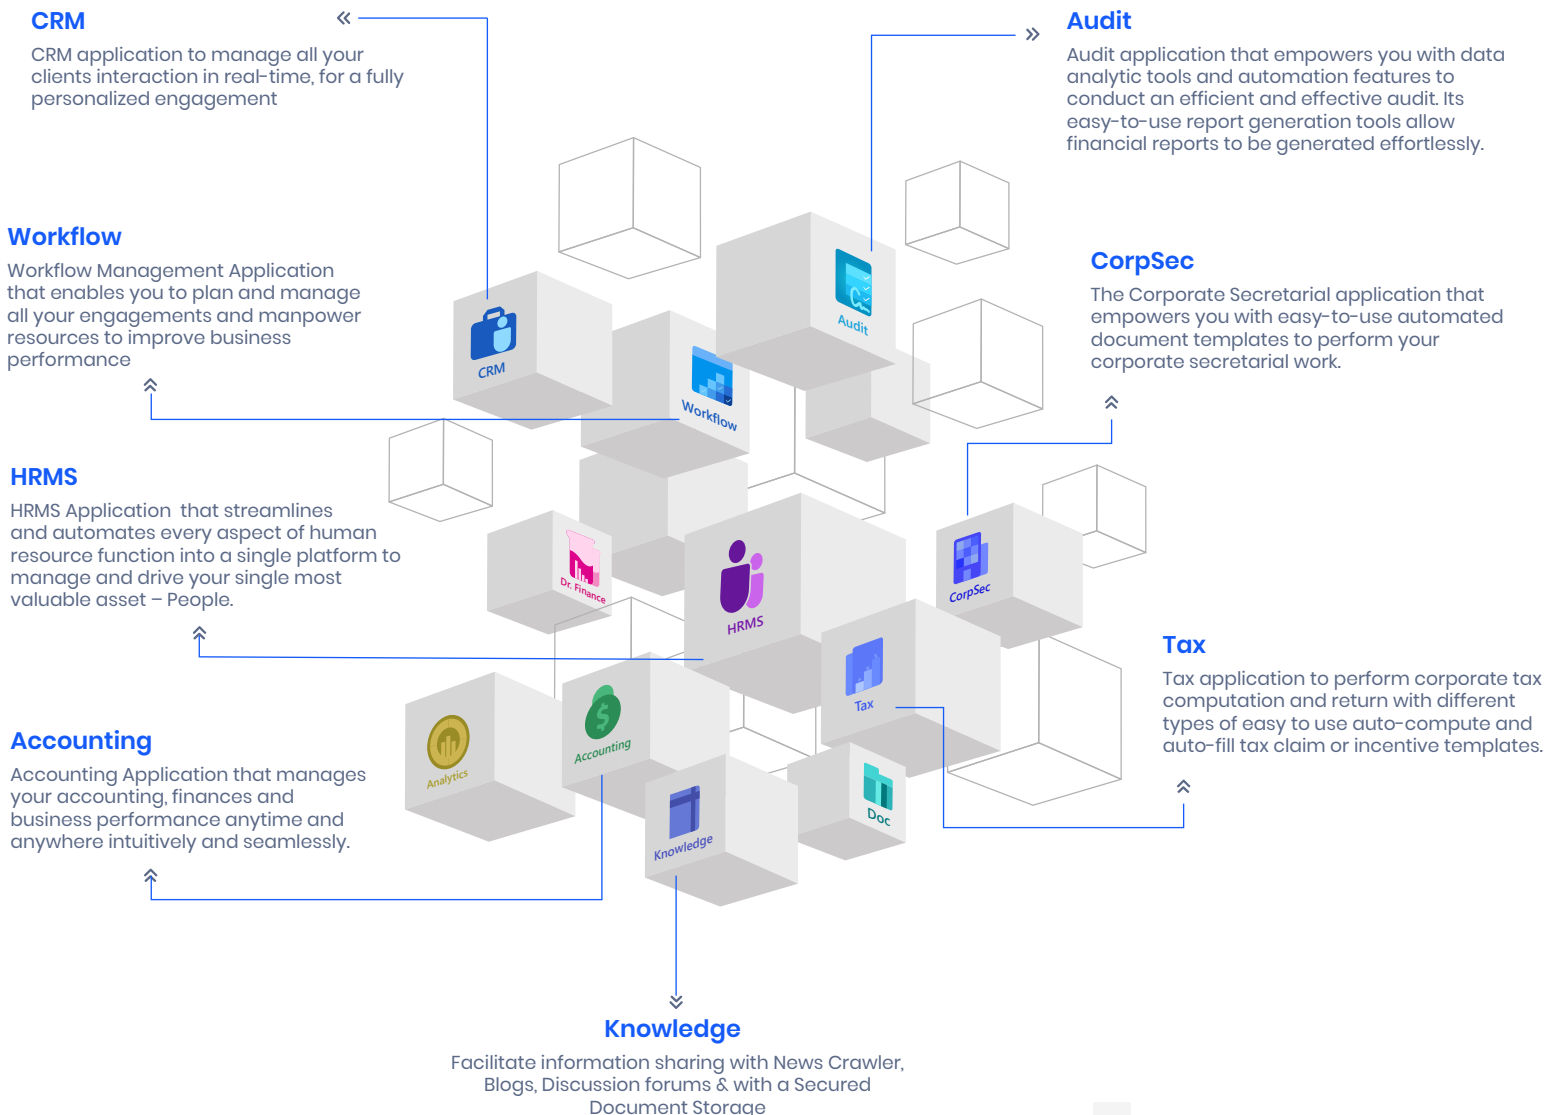 CRM
CRM application to manage all your
clients interaction in real-time, for a fully
personalized engagement
Audit
Audit application that empowers you with data
analytic tools and automation features to
conduct an efficient and effective audit. Its
easy-to-use report generation tools allow
financial reports to be generated effortlessly.
Workflow
Workflow Management Application
that enables you to plan and manage
all your engagements and manpower
resources to improve business
performance
CorpSec
The Corporate Secretarial application that
empowers you with easy-to-use automated
document templates to perform your
corporate secretarial work.
HRMS
HRMS Application that streamlines
and automates every aspect of human
resource function into a single platform to
manage and drive your single most
valuable asset – People.
Tax
Tax application to perform corporate tax
computation and return with different
types of easy to use auto-compute and
auto-fill tax claim or incentive templates.
Accounting
Accounting Application that manages
your accounting, finances and
business performance anytime and
anywhere intuitively and seamlessly.
Audit
CRM
Workflow
Dr. Finance
CorpSec
HRMS
Tax
Accounting
Analytics
Doc
Knowledge
Knowledge
Facilitate information sharing with News Crawler,
Blogs, Discussion forums & with a Secured
Document Storage